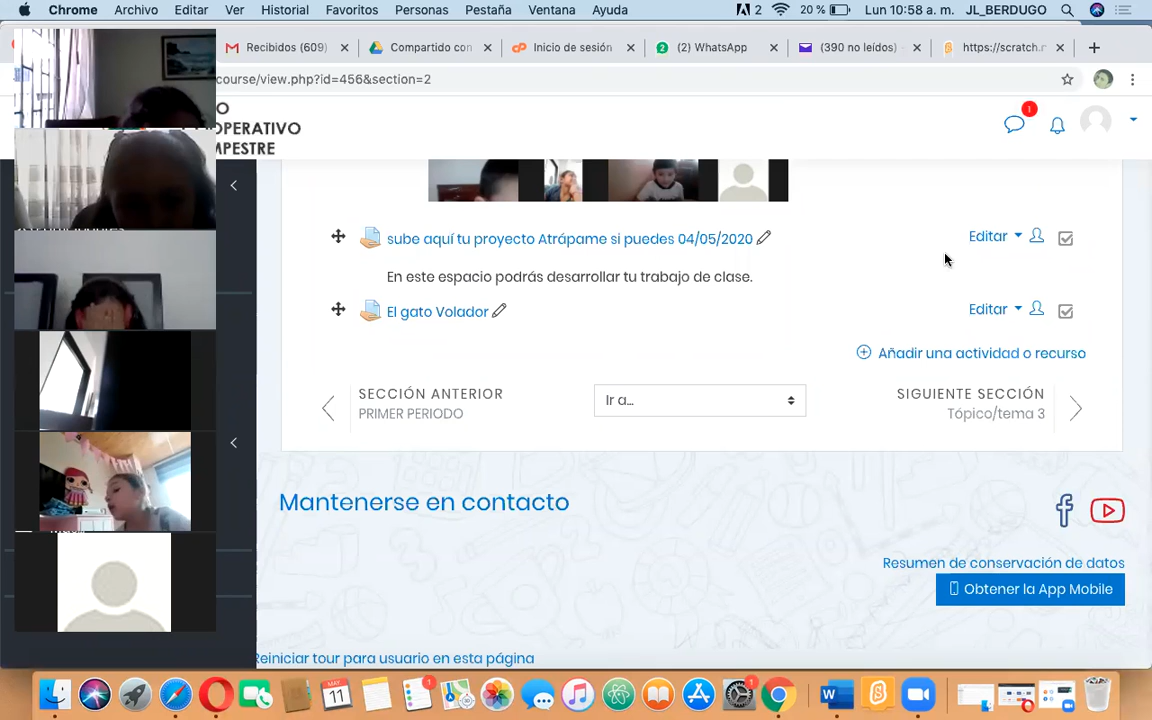 Chrome Archivo Editar Ver Historial Favoritos Personas Pestaña Ventana Ayuda 2 20 % Lun 10:58 a. m. JL_BERDUGO
Recibidos (609) Compartido con Inicio de sesión 2 (2) WhatsApp (390 no leídos) https://scratch.m
course/view.php?id=456&section=2
O
OPERATIVO
MPESTRE
1
sube aquí tu proyecto Atrápame si puedes 04/05/2020 Editar
En este espacio podrás desarrollar tu trabajo de clase.
El gato Volador Editar
Añadir una actividad o recurso
SECCIÓN ANTERIOR
PRIMER PERIODO
Ir a...
SIGUIENTE SECCIÓN
Tópico/tema 3
Mantenerse en contacto
Resumen de conservación de datos
Obtener la App Mobile
Reiniciar tour para usuario en esta página
MAY
11
1
1